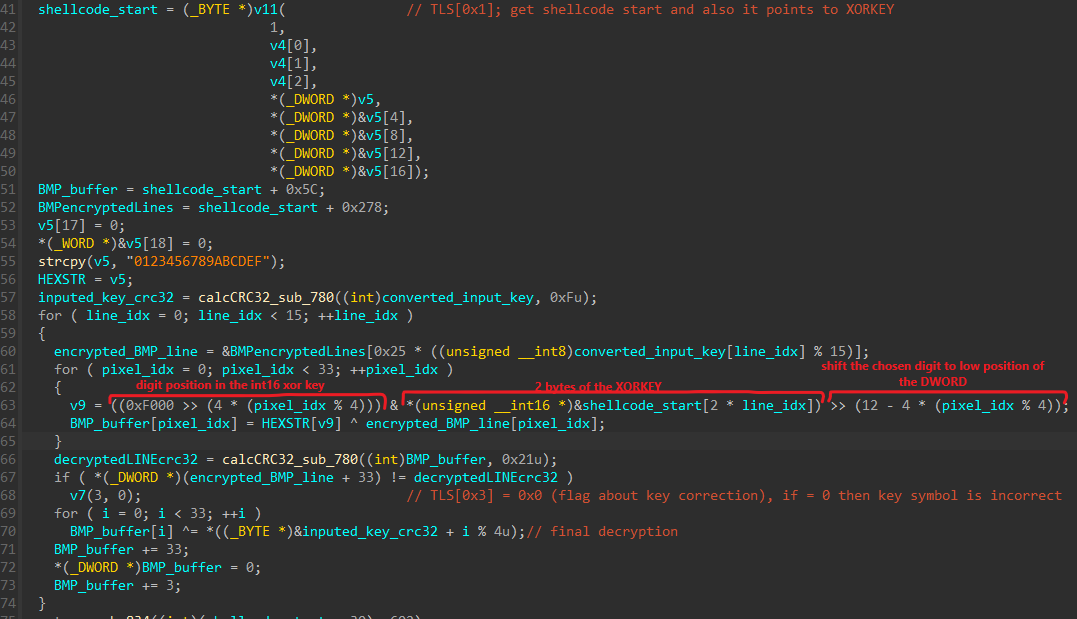 41 shellcode_start = (_BYTE *)v11( // TLS[0x1]; get shellcode start and also it points to XORKEY
42 1,
43 v4[0],
44 v4[1],
45 v4[2],
46 *(_DWORD *)v5,
47 *(_DWORD *)&v5[4],
48 *(_DWORD *)&v5[8],
49 *(_DWORD *)&v5[12],
50 *(_DWORD *)&v5[16]);
51 BMP_buffer = shellcode_start + 0x5C;
52 BMPencryptedLines = shellcode_start + 0x278;
53 v5[17] = 0;
54 *(_WORD *)&v5[18] = 0;
55 strcpy(v5, "0123456789ABCDEF");
56 HEXSTR = v5;
57 inputed_key_crc32 = calcCRC32_sub_780((int)converted_input_key, 0xFu);
58 for ( line_idx = 0; line_idx < 15; ++line_idx )
59 {
60 encrypted_BMP_line = &BMPencryptedLines[0x25 * ((unsigned __int8)converted_input_key[line_idx] % 15)];
61 for ( pixel_idx = 0; pixel_idx < 33; ++pixel_idx )
shift the chosen digit to low position of
the DWORD
62 {
digit position in the int16 xor key
2 bytes of the XORKEY
63 v9 = ((0xF000 >> (4 * (pixel_idx % 4))) & *(unsigned __int16 *)&shellcode_start[2 * line_idx]) >> (12 - 4 * (pixel_idx % 4));
64 BMP_buffer[pixel_idx] = HEXSTR[v9] ^ encrypted_BMP_line[pixel_idx];
65 }
66 decryptedLINEcrc32 = calcCRC32_sub_780((int)BMP_buffer, 0x21u);
67 if ( *(_DWORD *)(encrypted_BMP_line + 33) != decryptedLINEcrc32 )
68 v7(3, 0); // TLS[0x3] = 0x0 (flag about key correction), if = 0 then key symbol is incorrect
69 for ( i = 0; i < 33; ++i )
70 BMP_buffer[i] ^= *((_BYTE *)&inputed_key_crc32 + i % 4u);// final decryption
71 BMP_buffer += 33;
72 *(_DWORD *)BMP_buffer = 0;
73 BMP_buffer += 3;
74 }